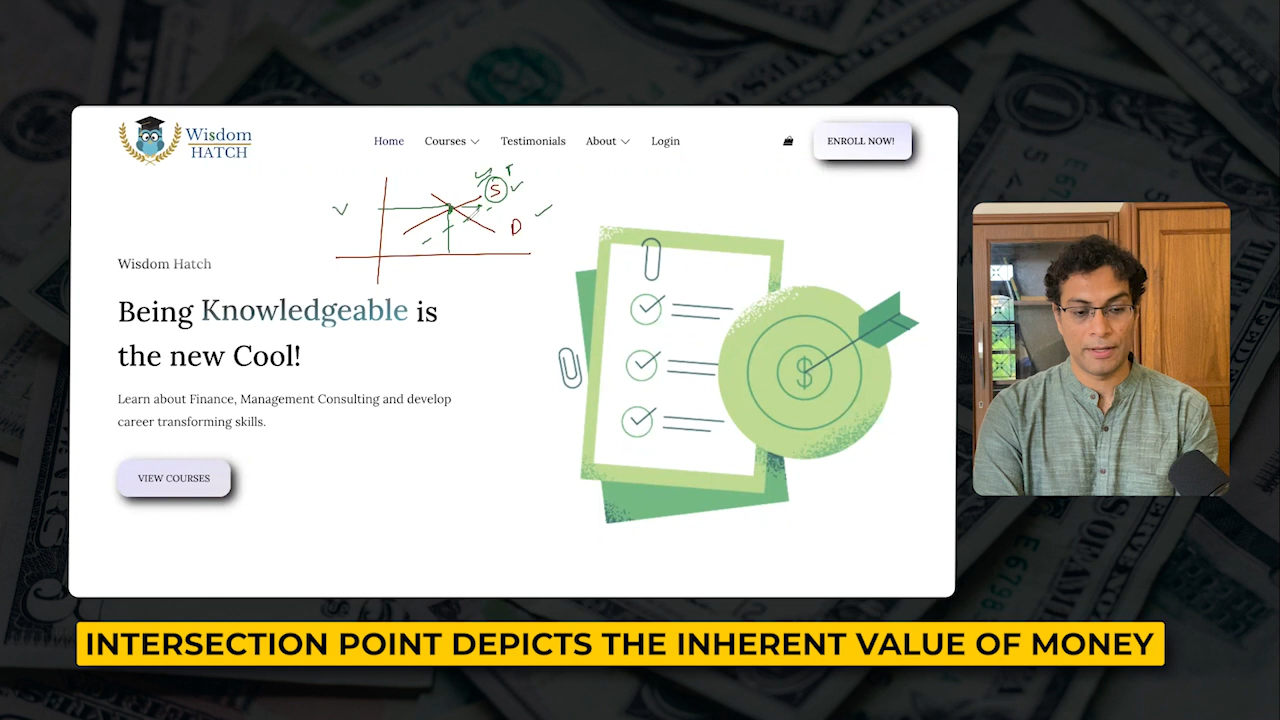 Wisdom
HATCH
Home
Courses
Testimonials
About
Login
ENROLL NOW!
S
D
Wisdom Hatch
Being Knowledgeable is
the new Cool!
Learn about Finance, Management Consulting and develop
career transforming skills.
VIEW COURSES
$
INTERSECTION POINT DEPICTS THE INHERENT VALUE OF MONEY